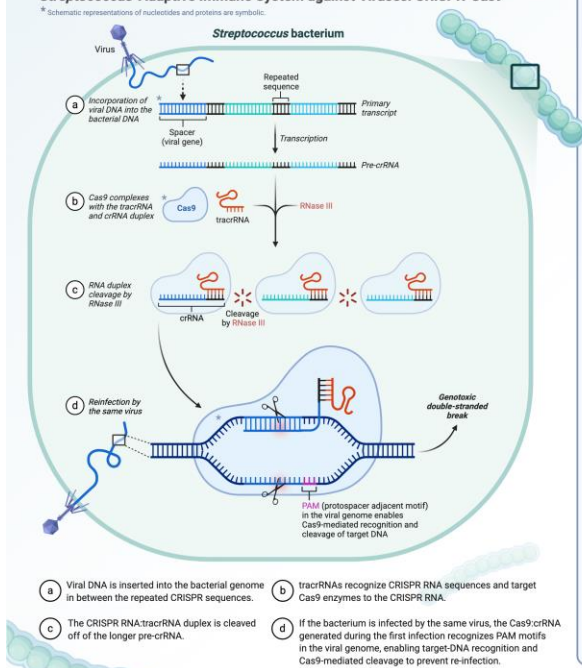 * Schematic representations of nucleotides and proteins are symbolic.
Streptococcus bacterium
Virus
a
Incorporation of
viral DNA into the
bacterial DNA
*
Repeated
sequence
Primary
transcript
Spacer
(viral gene)
Transcription
Pre-crRNA
b
Cas9 complexes
with the tracrRNA
and crRNA duplex
*
Cas9
tracrRNA
RNase III
c
RNA duplex
cleavage by
RNase III
crRNA
Cleavage
by RNase III
d
Reinfection by
the same virus
*
Genotoxic
double-stranded
break
PAM (protospacer adjacent motif)
in the viral genome enables
Cas9-mediated recognition and
cleavage of target DNA
a
Viral DNA is inserted into the bacterial genome
in between the repeated CRISPR sequences.
b
tracrRNAs recognize CRISPR RNA sequences and target
Cas9 enzymes to the CRISPR RNA.
c
The CRISPR RNA:tracrRNA duplex is cleaved
off of the longer pre-crRNA.
d
If the bacterium is infected by the same virus, the Cas9:crRNA
generated during the first infection recognizes PAM motifs
in the viral genome, enabling target-DNA recognition and
Cas9-mediated cleavage to prevent re-infection.